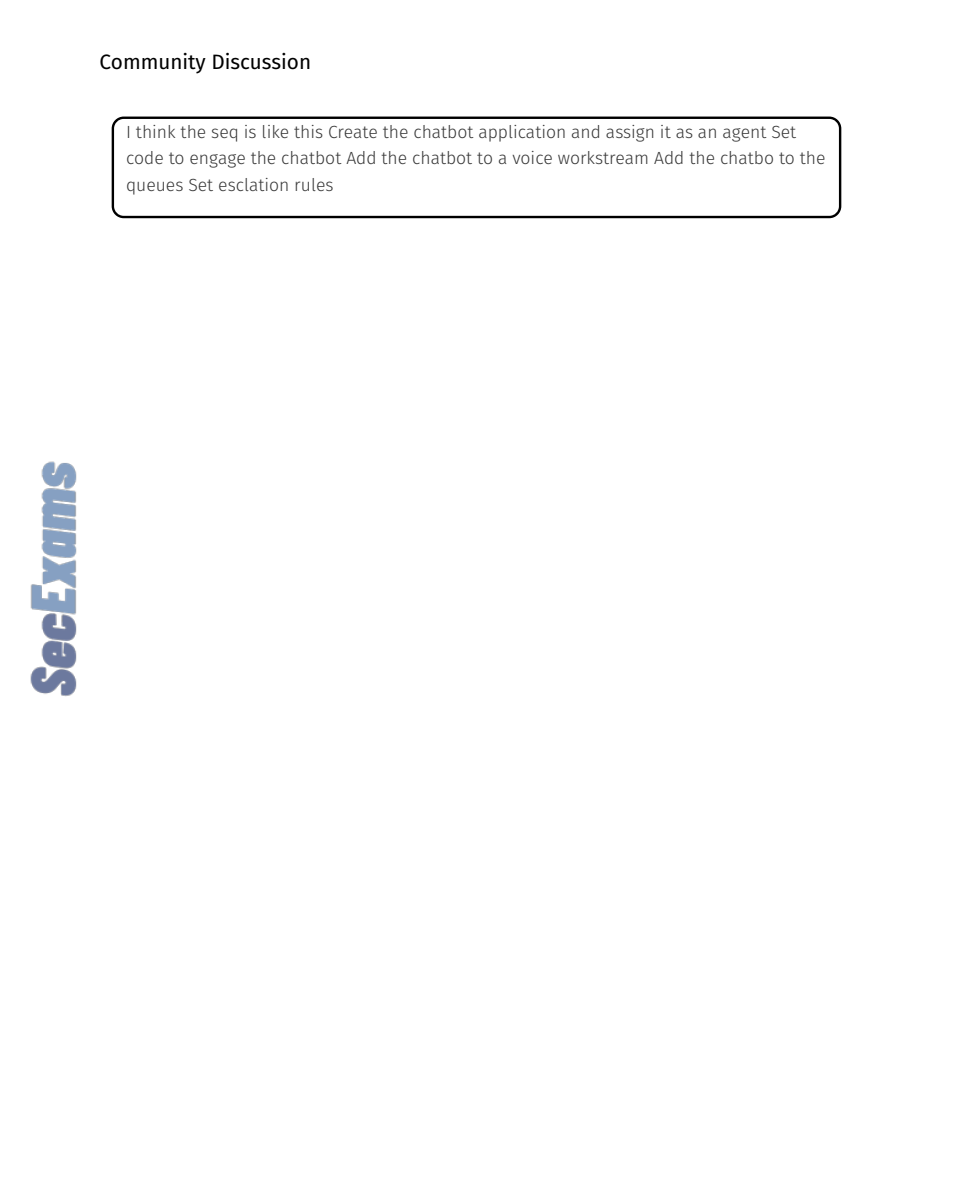 Community Discussion
I think the seq is like this Create the chatbot application and assign it as an agent Set
code to engage the chatbot Add the chatbot to a voice workstream Add the chatbo to the
queues Set esclation rules
SecExams